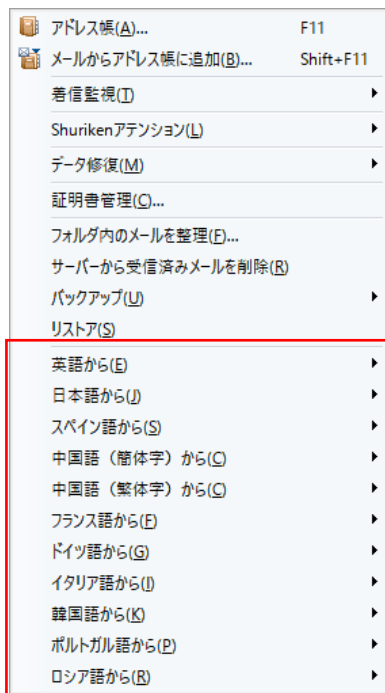 アドレス帳(A)... F11
メールからアドレス帳に追加(B)... Shift+F11
着信監視(T)
Shurikenアテンション(L)
データ修復(M)
証明書管理(C)...
フォルダ内のメールを整理(F)...
サーバーから受信済みメールを削除(R)
バックアップ(U)
リストア(S)
英語から(E)
日本語から(J)
スペイン語から(S)
中国語（簡体字）から(C)
中国語（繁体字）から(C)
フランス語から(F)
ドイツ語から(G)
イタリア語から(I)
韓国語から(K)
ポルトガル語から(P)
ロシア語から(R)